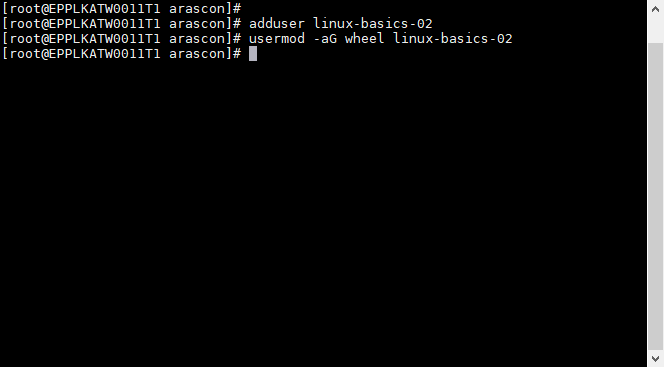 [root@EPPLKATW0011T1 arascon]#
[root@EPPLKATW0011T1 arascon]# adduser linux-basics-02
[root@EPPLKATW0011T1 arascon]# usermod -aG wheel linux-basics-02
[root@EPPLKATW0011T1 arascon]#